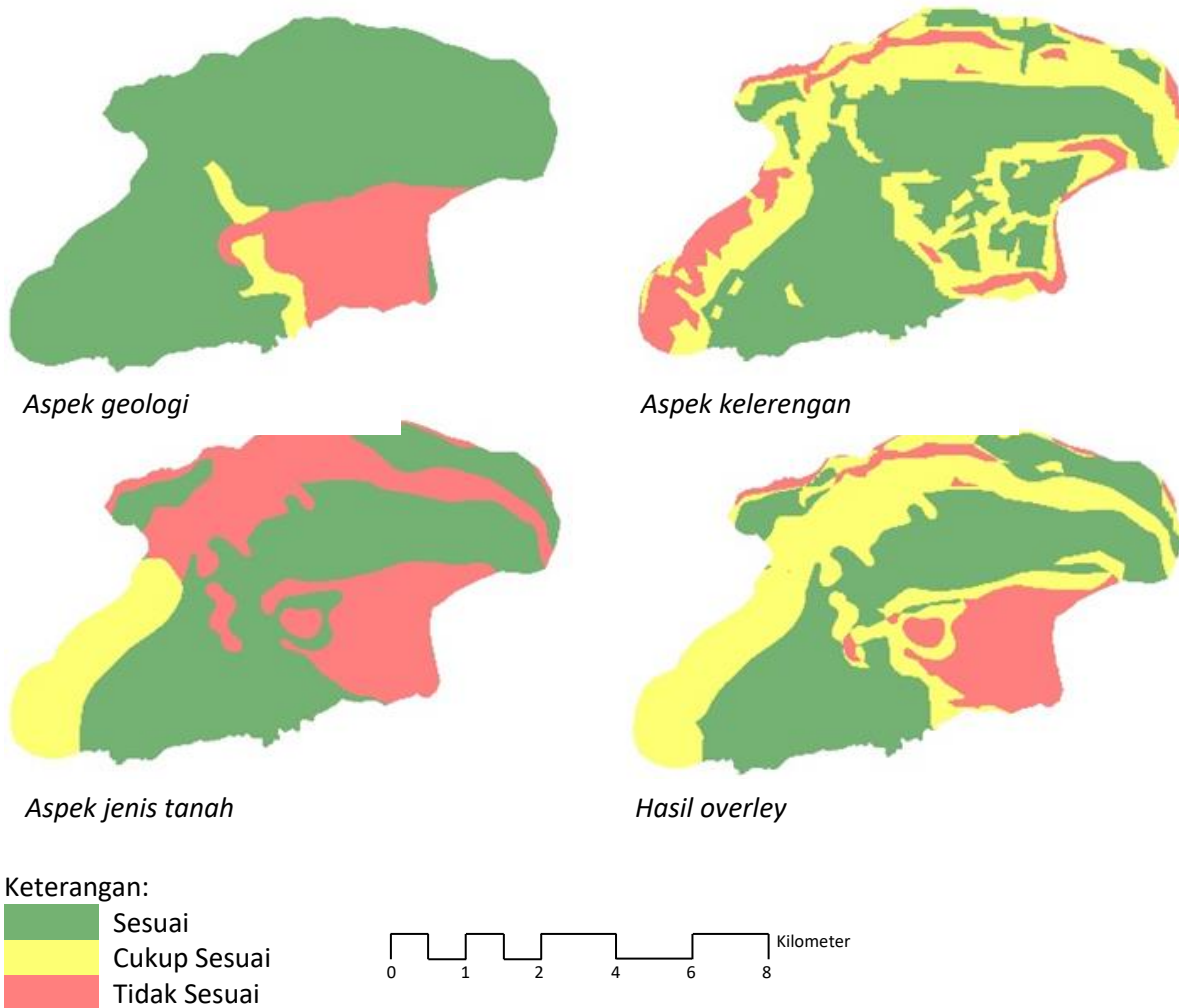 Aspek geologi
Aspek kelerengan
Aspek jenis tanah
Hasil overley
Keterangan:
Sesuai
Cukup Sesuai
Tidak Sesuai
Kilometer
0 1 2 4 6 8